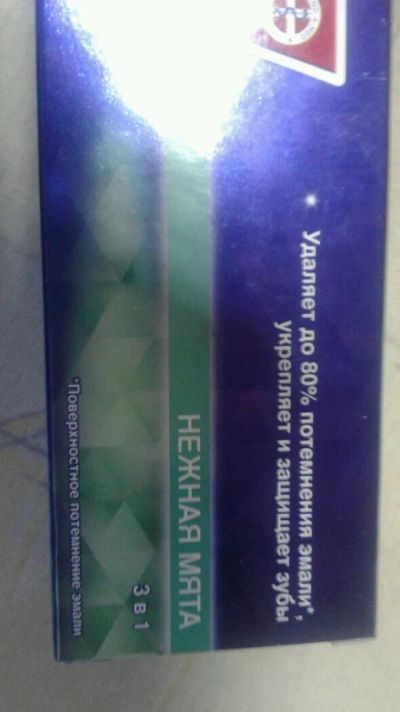 Удаляет до 80% потемнения эмали*,
укрепляет и защищает зубы
НЕЖНАЯ МЯТА
3 в 1
*Поверхностное потемнение эмали